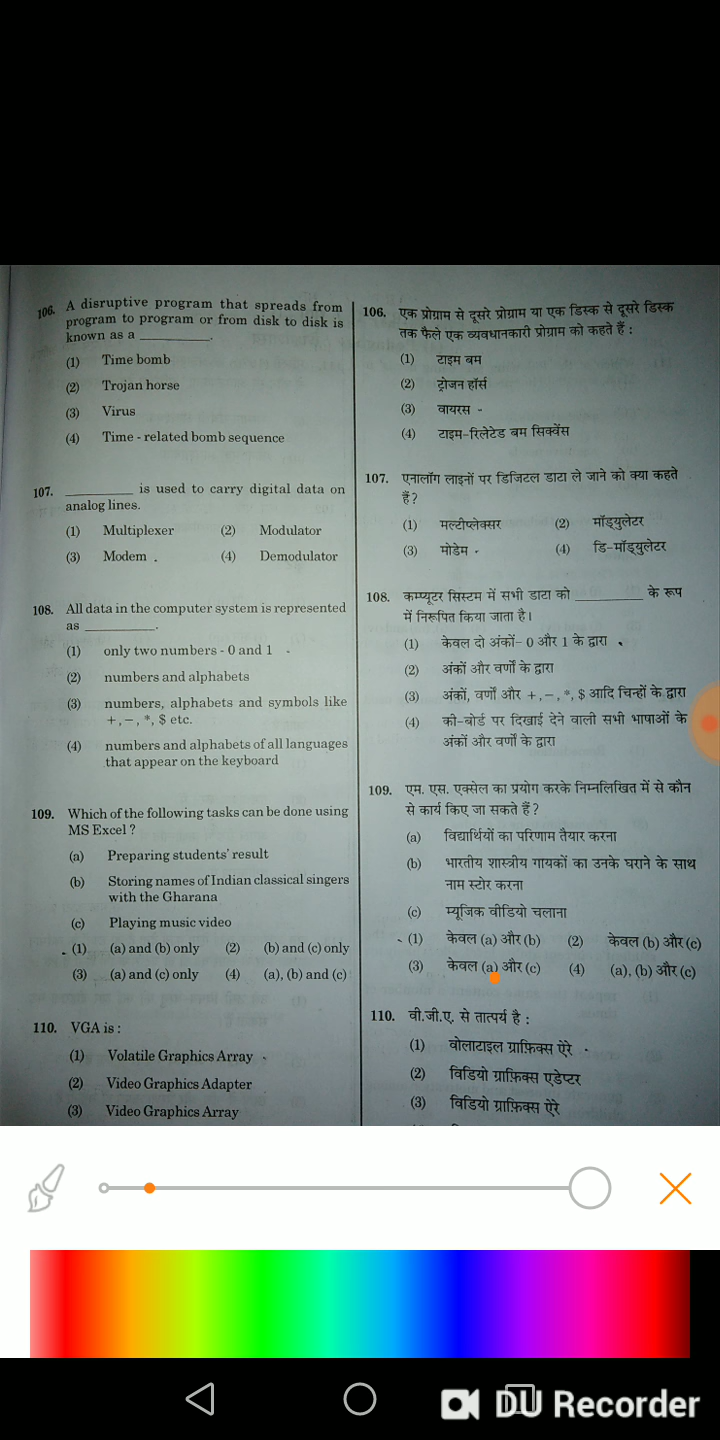 106. A disruptive program that spreads from
program to program or from disk to disk is
known as a __________.
(1) Time bomb
(2) Trojan horse
(3) Virus
(4) Time - related bomb sequence
107. __________ is used to carry digital data on
analog lines.
(1) Multiplexer (2) Modulator
(3) Modem . (4) Demodulator
108. All data in the computer system is represented
as __________.
(1) only two numbers - 0 and 1
(2) numbers and alphabets
(3) numbers, alphabets and symbols like
+, –, *, $ etc.
(4) numbers and alphabets of all languages
that appear on the keyboard
109. Which of the following tasks can be done using
MS Excel ?
(a) Preparing students' result
(b) Storing names of Indian classical singers
with the Gharana
(c) Playing music video
(1) (a) and (b) only (2) (b) and (c) only
(3) (a) and (c) only (4) (a), (b) and (c)
110. VGA is :
(1) Volatile Graphics Array
(2) Video Graphics Adapter
(3) Video Graphics Array
106. एक प्रोग्राम से दूसरे प्रोग्राम या एक डिस्क से दूसरे डिस्क
तक फैले एक व्यवधानकारी प्रोग्राम को कहते हैं :
(1) टाइम बम
(2) ट्रोजन हॉर्स
(3) वायरस
(4) टाइम-रिलेटेड बम सिक्वेंस
107. एनालॉग लाइनों पर डिजिटल डाटा ले जाने को क्या कहते
हैं ?
(1) मल्टीप्लेक्सर (2) मॉड्युलेटर
(3) मोडेम (4) डि-मॉड्युलेटर
108. कम्प्यूटर सिस्टम में सभी डाटा को __________ के रूप
में निरूपित किया जाता है।
(1) केवल दो अंकों- 0 और 1 के द्वारा
(2) अंकों और वर्णों के द्वारा
(3) अंकों, वर्णों और +, –, *, $ आदि चिन्हों के द्वारा
(4) की-बोर्ड पर दिखाई देने वाली सभी भाषाओं के
अंकों और वर्णों के द्वारा
109. एम. एस. एक्सेल का प्रयोग करके निम्नलिखित में से कौन
से कार्य किए जा सकते हैं ?
(a) विद्यार्थियों का परिणाम तैयार करना
(b) भारतीय शास्त्रीय गायकों का उनके घराने के साथ
नाम स्टोर करना
(c) म्यूजिक वीडियो चलाना
(1) केवल (a) और (b) (2) केवल (b) और (c)
(3) केवल (a) और (c) (4) (a), (b) और (c)
110. वी.जी.ए. से तात्पर्य है :
(1) वोलाटाइल ग्राफ़िक्स ऐरे
(2) विडियो ग्राफ़िक्स एडेप्टर
(3) विडियो ग्राफ़िक्स ऐरे
DU Recorder